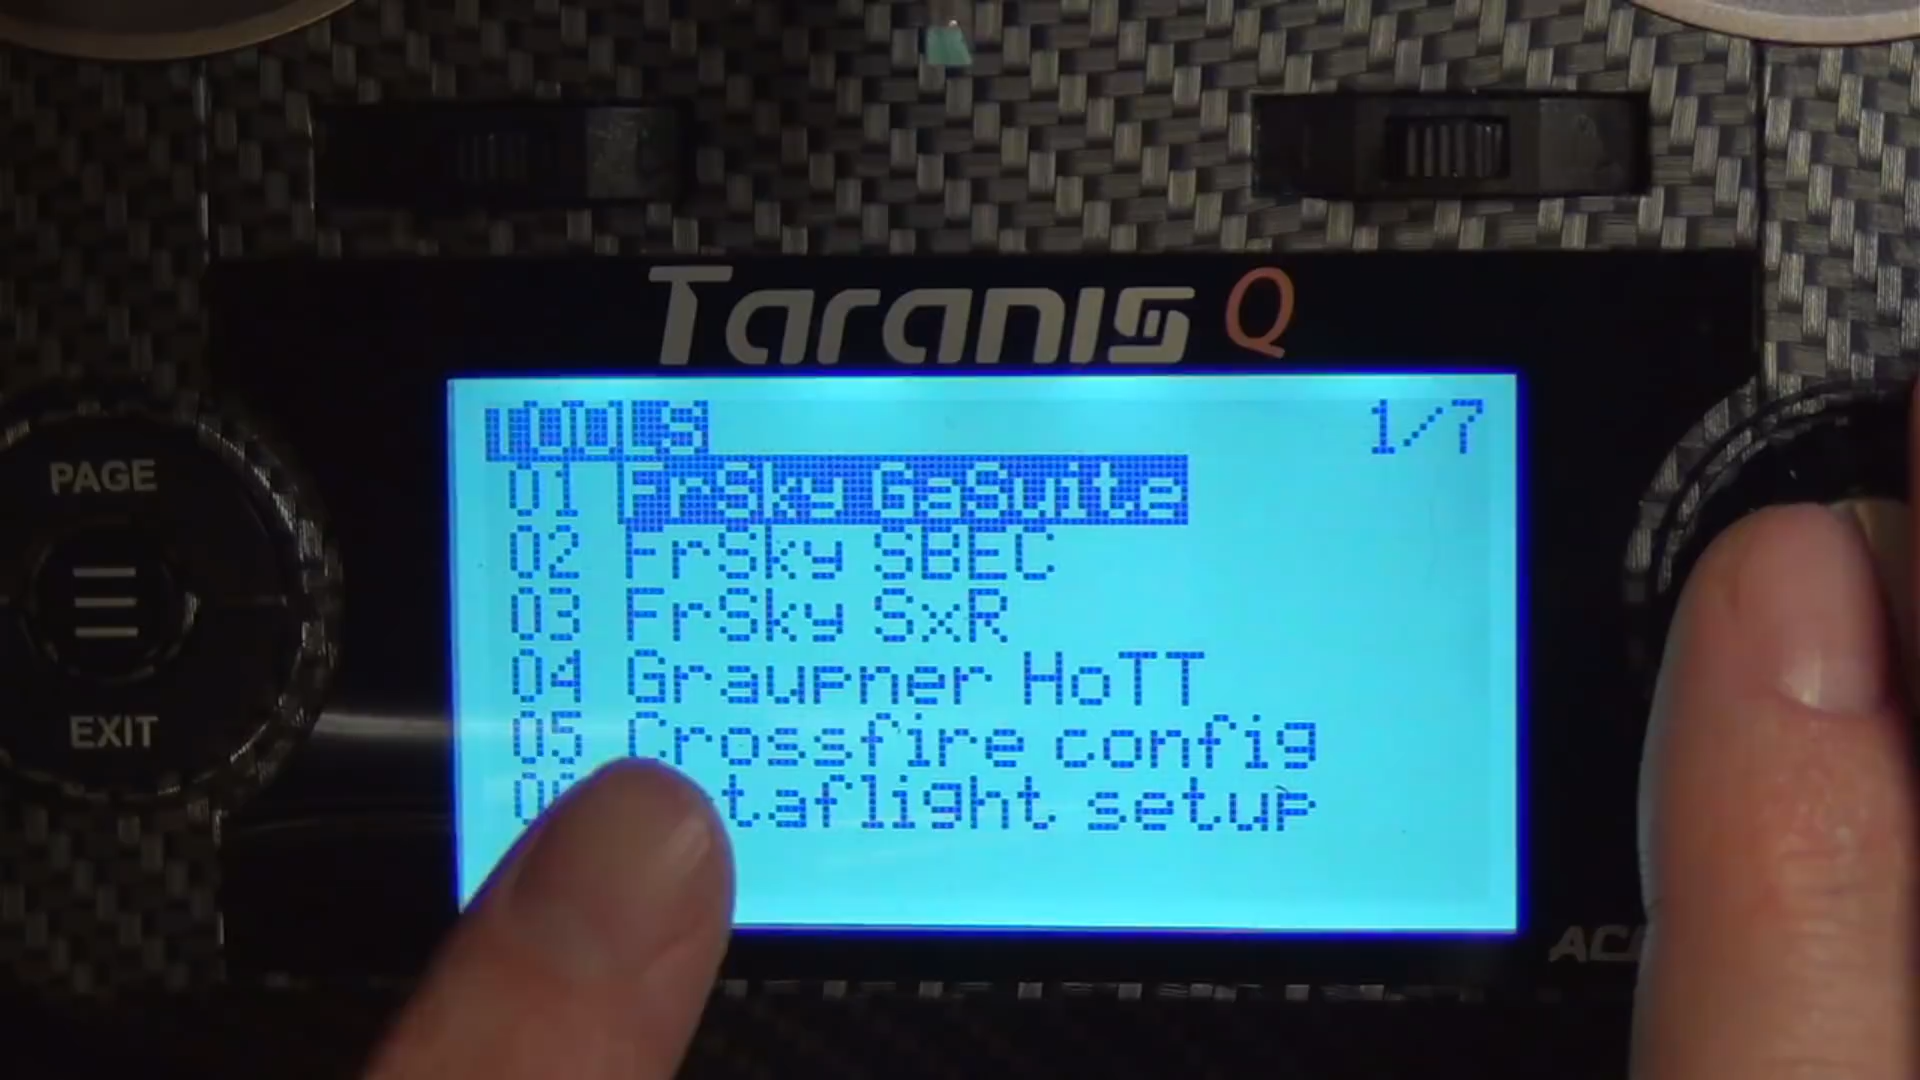 Taranis Q
TOOLS 1/7
01 FrSky GaSuite
02 FrSky SBEC
03 FrSky SxR
04 Graupner HoTT
05 Crossfire config
taflight setup
PAGE
EXIT